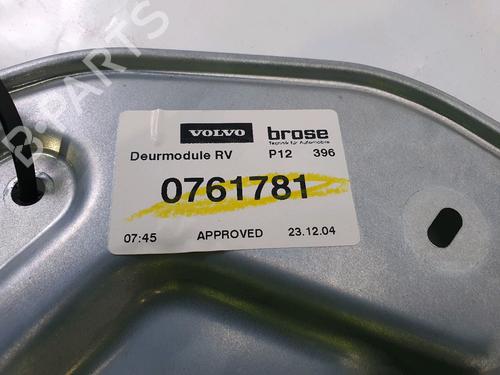 VOLVO brose
Technik für Automobile
Deurmodule RV P12 396
0761781
07:45 APPROVED 23.12.04
B-PARTS